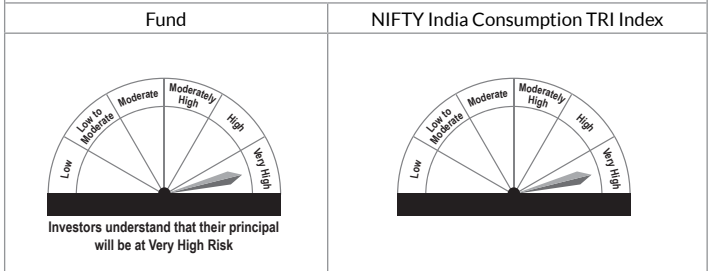 Fund
NIFTY India Consumption TRI Index
Low
Low to
Moderate
Moderate
Moderately
High
High
Very High
Investors understand that their principal
will be at Very High Risk
Low
Low to
Moderate
Moderate
Moderately
High
High
Very High